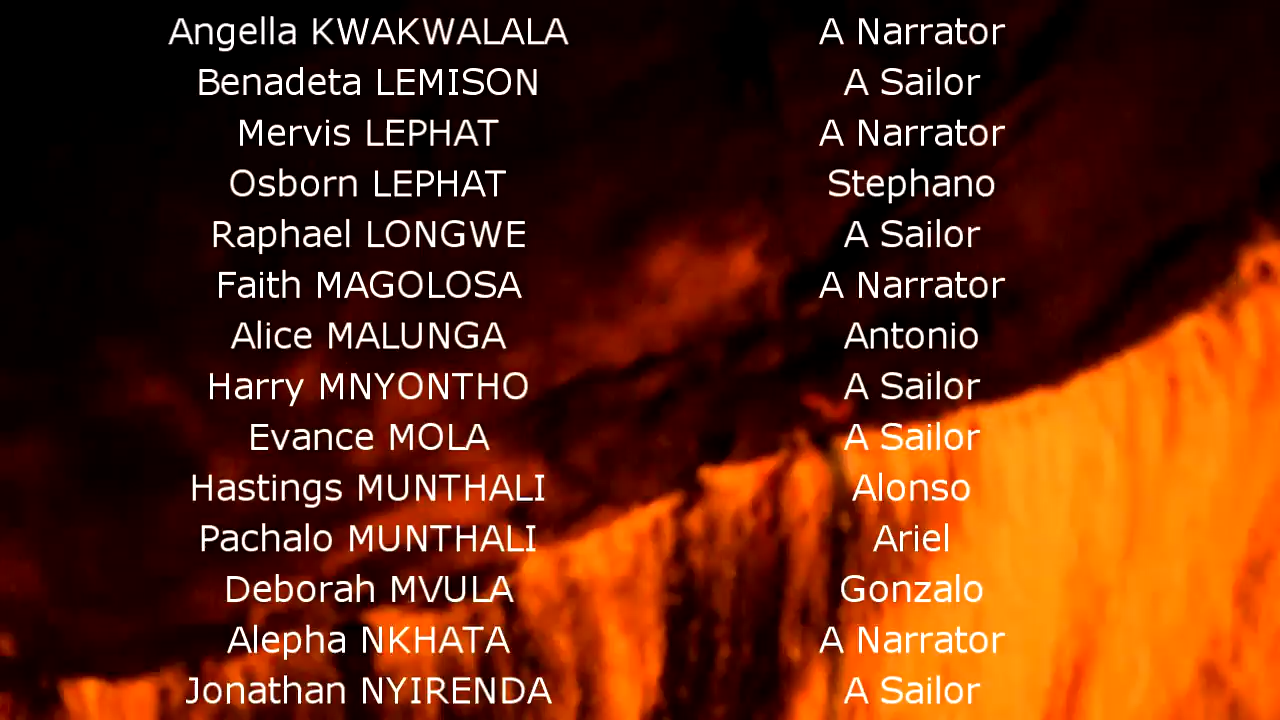 Angella KWAKWALALA A Narrator
Benadeta LEMISON A Sailor
Mervis LEPHAT A Narrator
Osborn LEPHAT Stephano
Raphael LONGWE A Sailor
Faith MAGOLOSA A Narrator
Alice MALUNGA Antonio
Harry MNYONTHO A Sailor
Evance MOLA A Sailor
Hastings MUNTHALI Alonso
Pachalo MUNTHALI Ariel
Deborah MVULA Gonzalo
Alepha NKHATA A Narrator
Jonathan NYIRENDA A Sailor